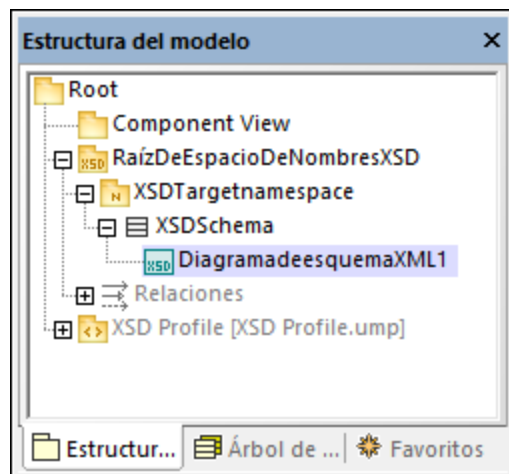 Estructura del modelo
Root
Component View
RaízDeEspacioDeNombresXSD
XSDTargetnamespace
XSDSchema
DiagramadeesquemaXML1
Relaciones
XSD Profile [XSD Profile.ump]
Estructur... Árbol de ... Favoritos